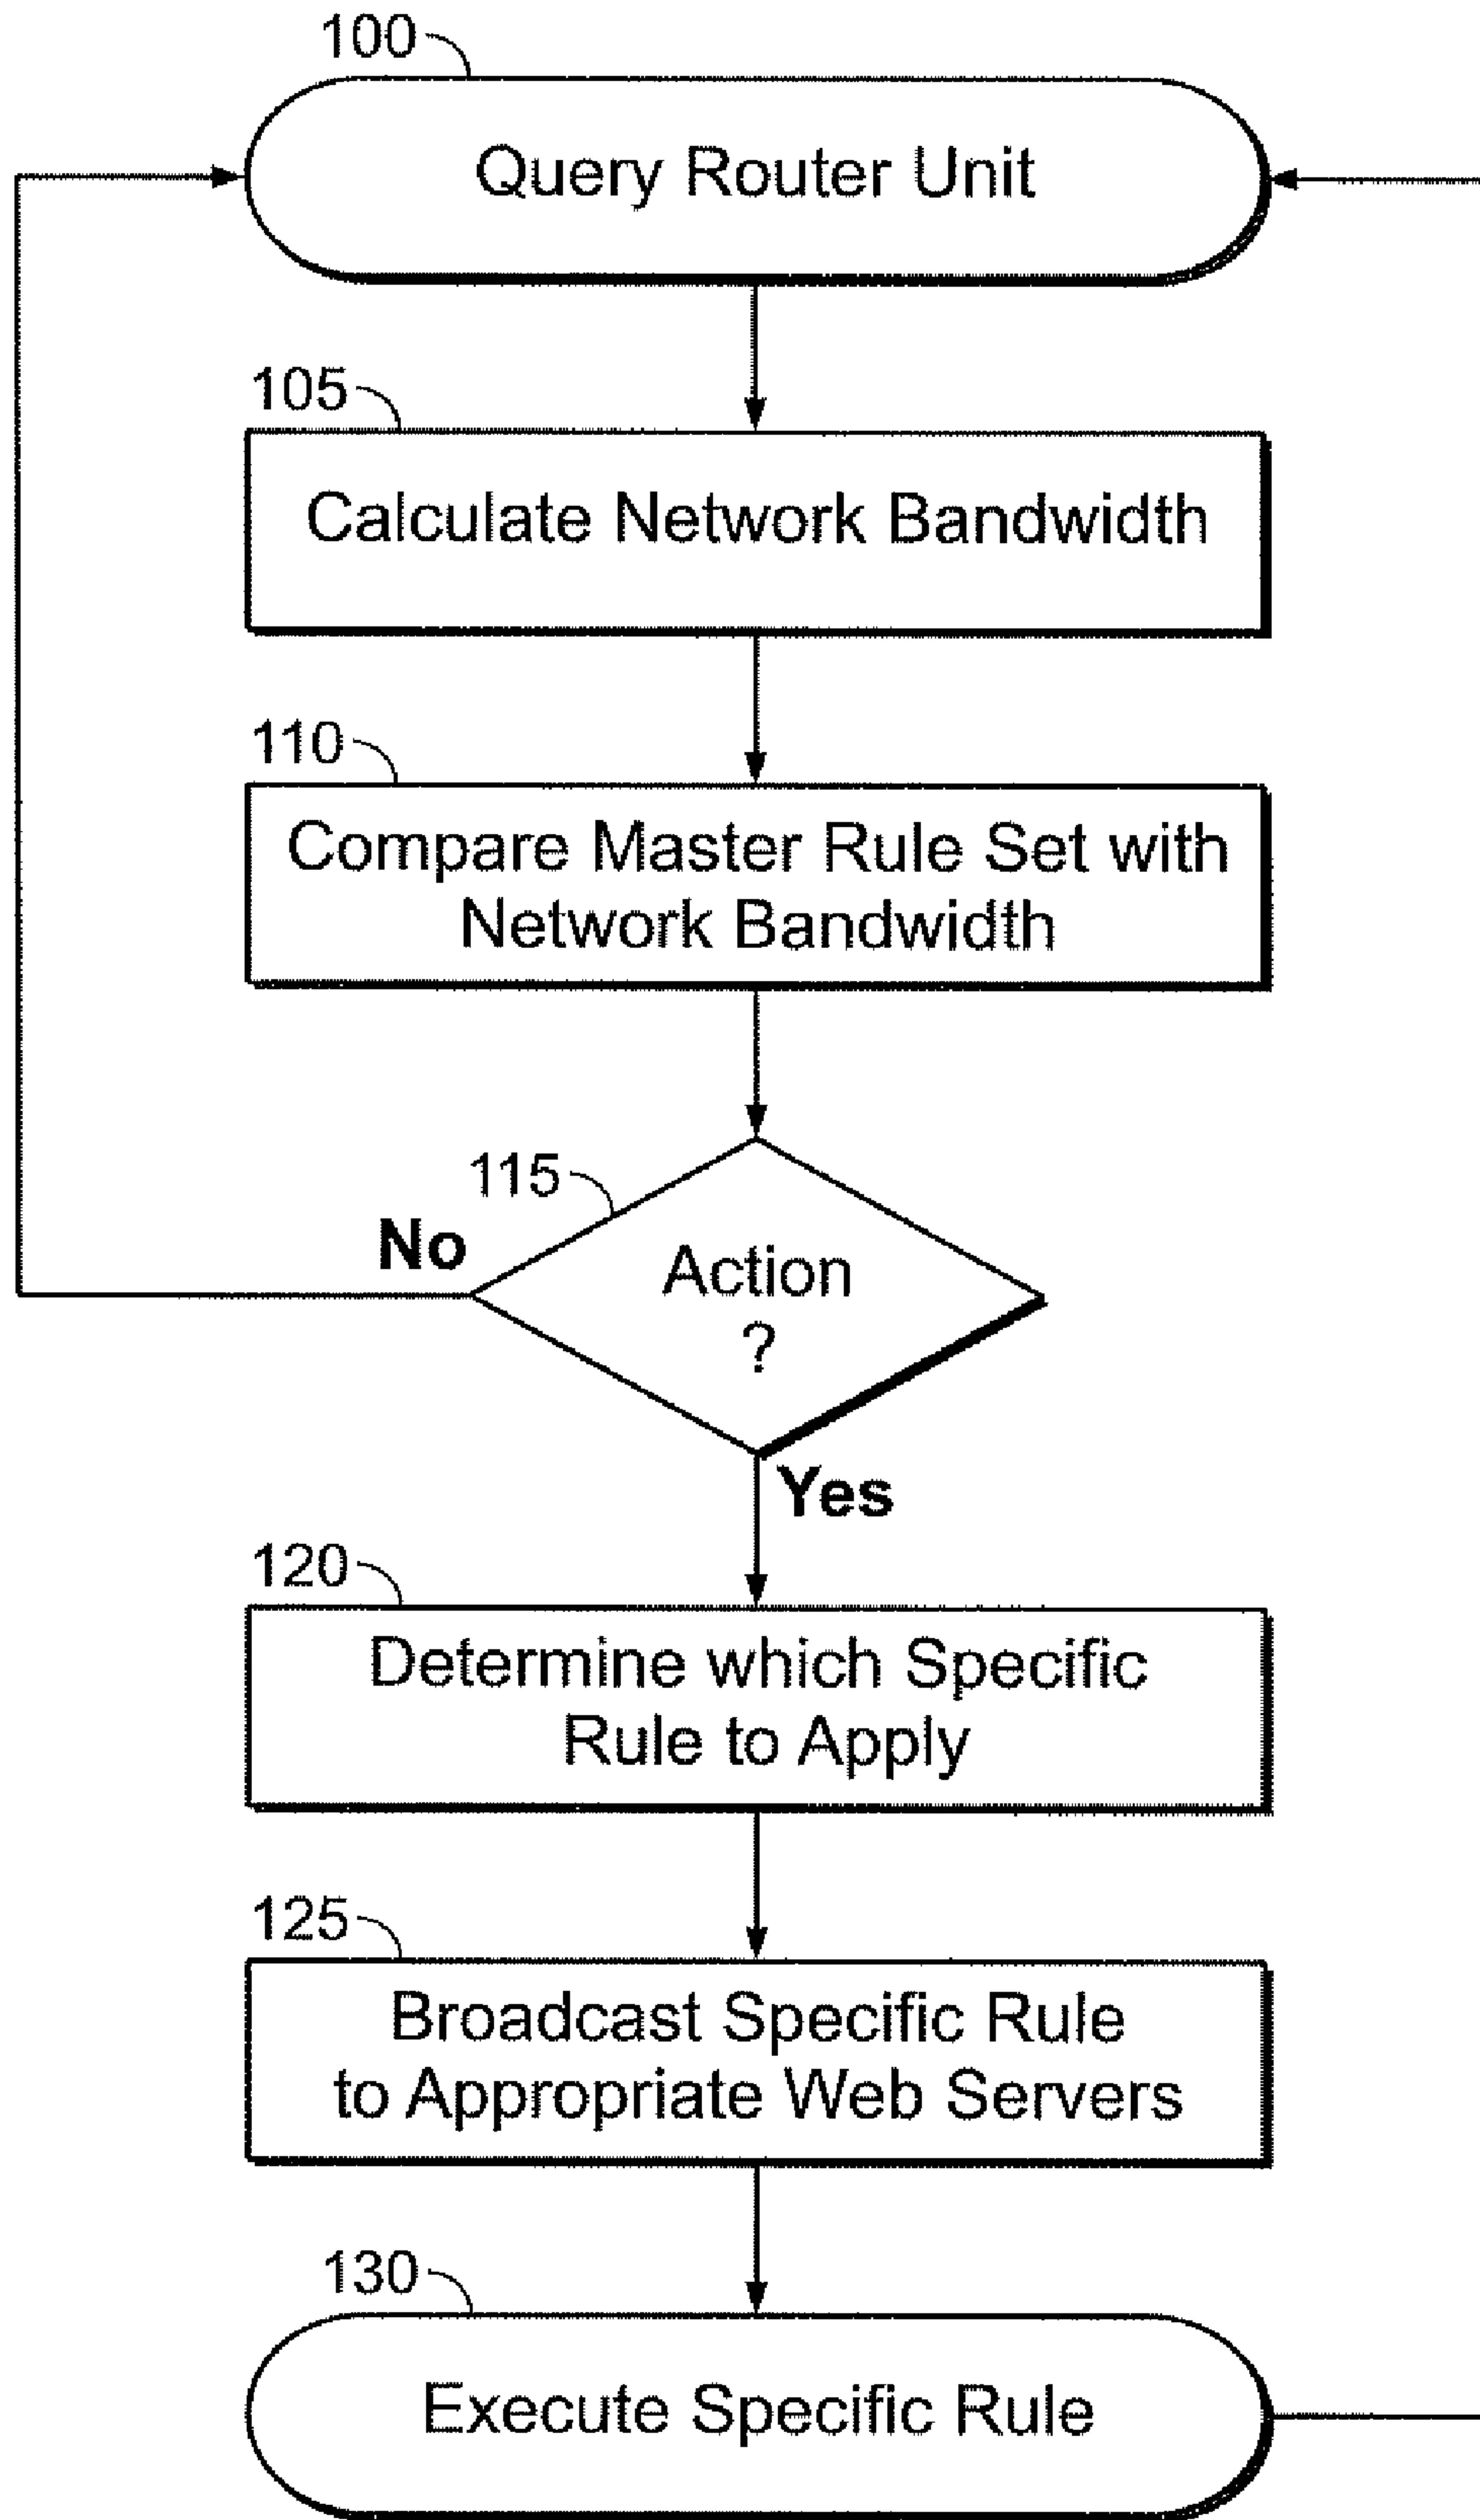 100
Query Router Unit
105
Calculate Network Bandwidth
110
Compare Master Rule Set with
Network Bandwidth
115
No
Action
?
Yes
120
Determine which Specific
Rule to Apply
125
Broadcast Specific Rule
to Appropriate Web Servers
130
Execute Specific Rule